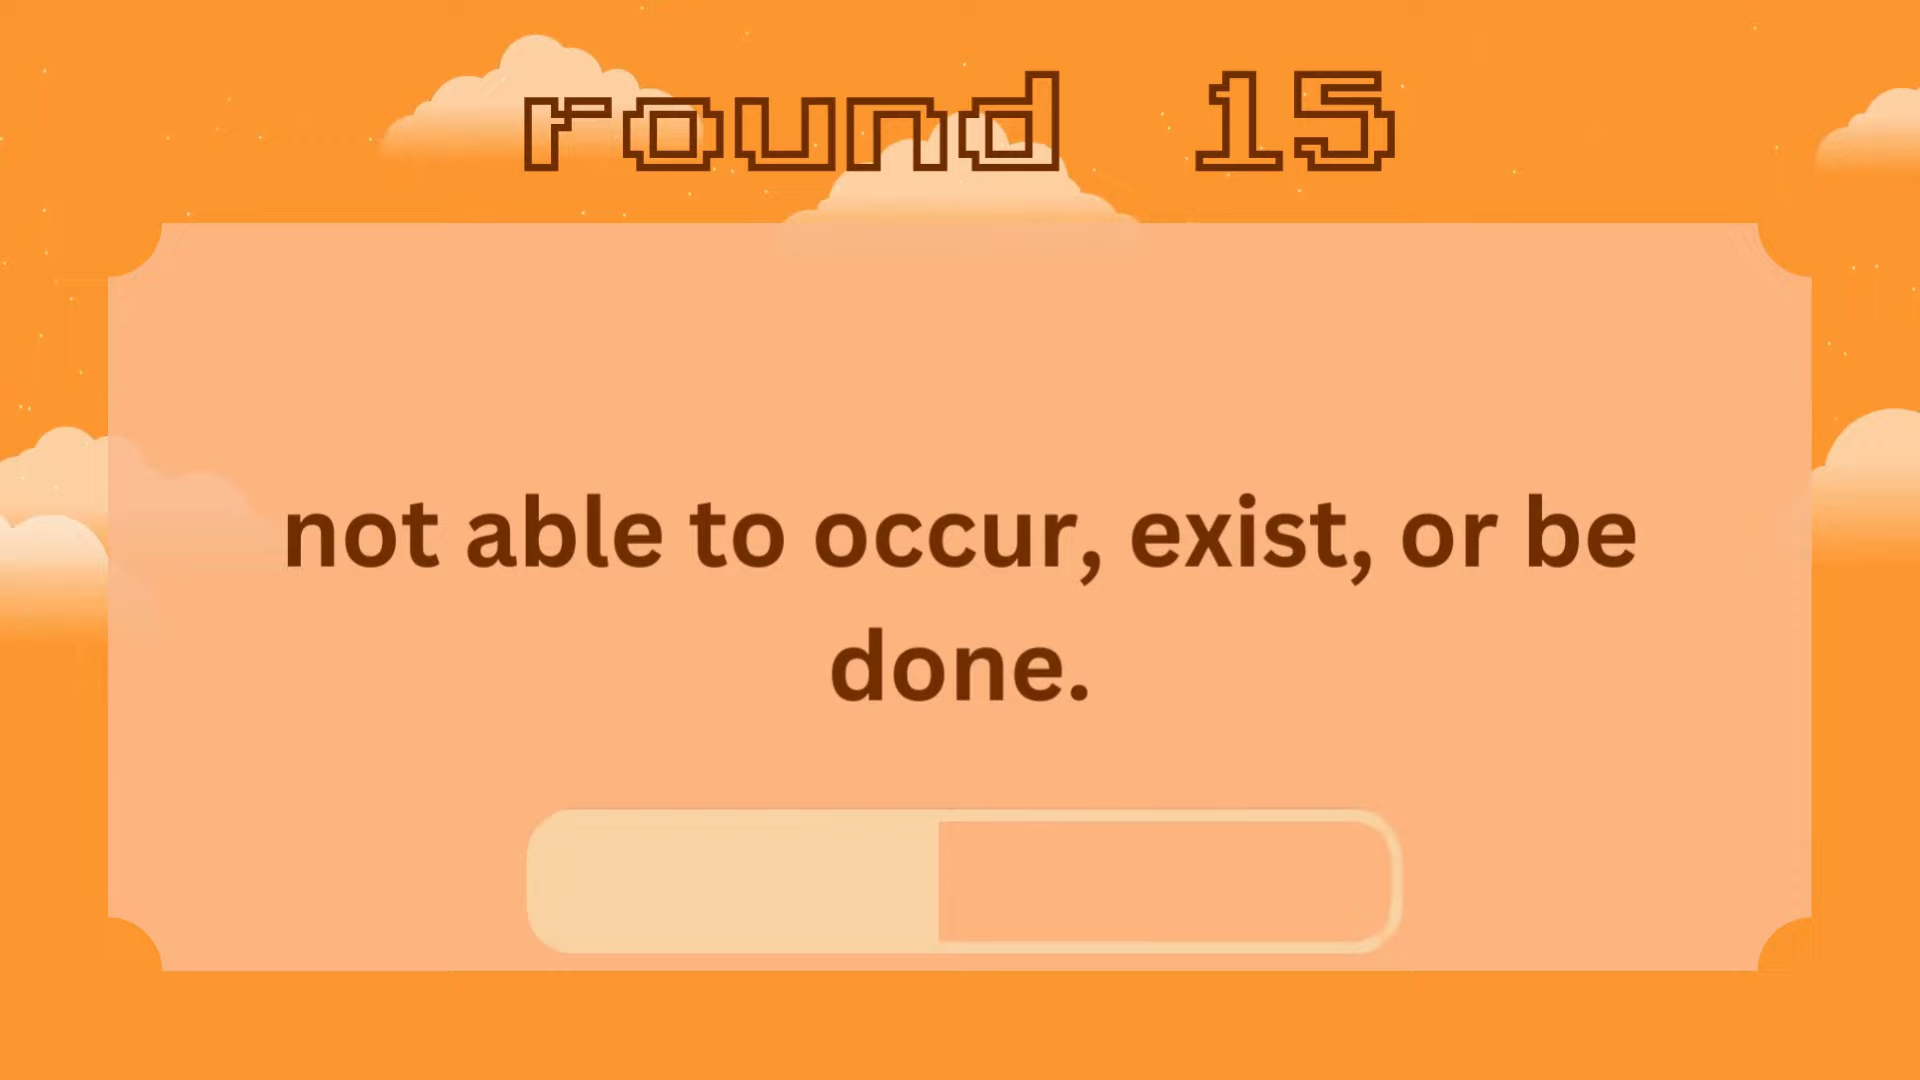 round 15
not able to occur, exist, or be
done.